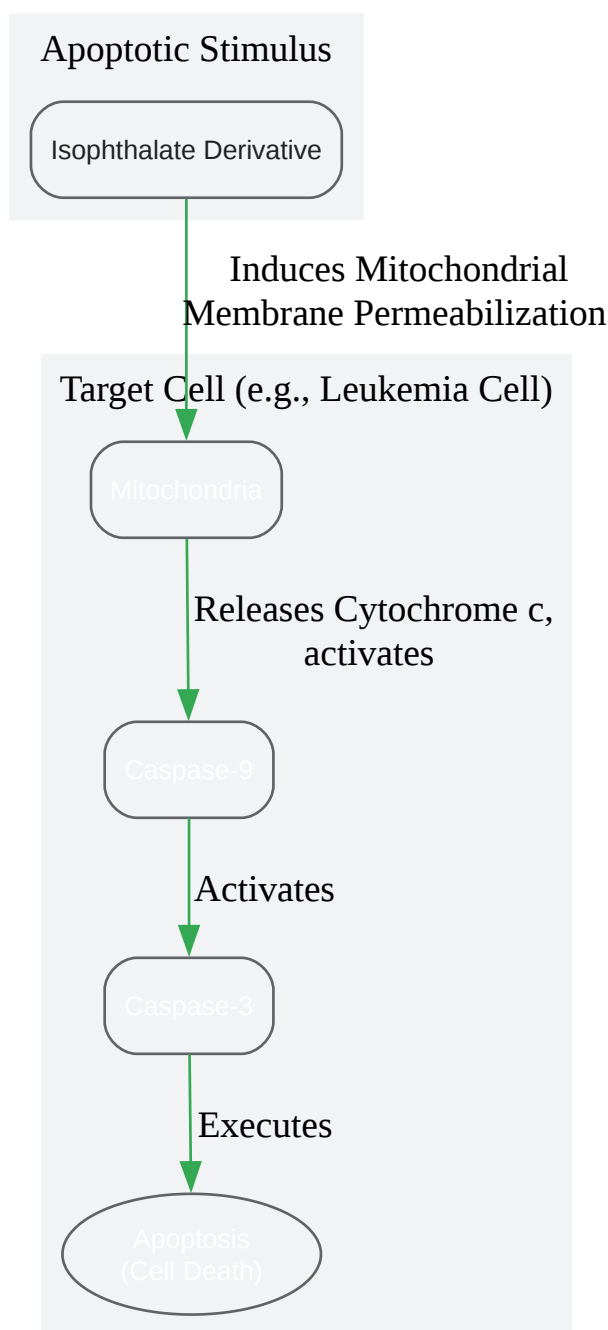 Apoptotic Stimulus
Isophthalate Derivative
Induces Mitochondrial
Membrane Permeabilization
Target Cell (e.g., Leukemia Cell)
Mitochondria
Releases Cytochrome c,
activates
Caspase-9
Activates
Caspase-3
Executes
Apoptosis
(Cell Death)